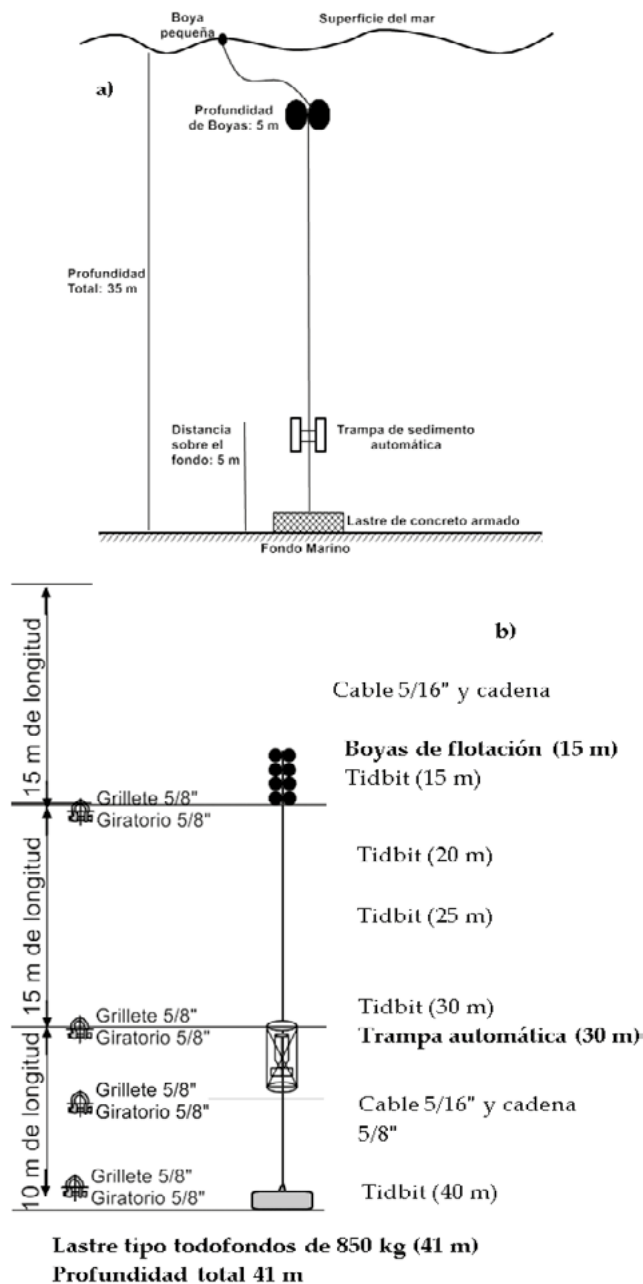 Boya
pequeña
Superficie del mar
a)
Profundidad
de Boyas: 5 m
Profundidad
Total: 35 m
Distancia
sobre el
fondo: 5 m
Trampa de sedimento
automática
Lastre de concreto armado
Fondo Marino
b)
15 m de longitud
Cable 5/16" y cadena
Boyas de flotación (15 m)
Tidbit (15 m)
Grillete 5/8"
Giratorio 5/8"
15 m de longitud
Tidbit (20 m)
Tidbit (25 m)
Tidbit (30 m)
Grillete 5/8"
Giratorio 5/8"
Trampa automática (30 m)
10 m de longitud
Grillete 5/8"
Giratorio 5/8"
Cable 5/16" y cadena
5/8"
Grillete 5/8"
Giratorio 5/8"
Tidbit (40 m)
Lastre tipo todofondos de 850 kg (41 m)
Profundidad total 41 m